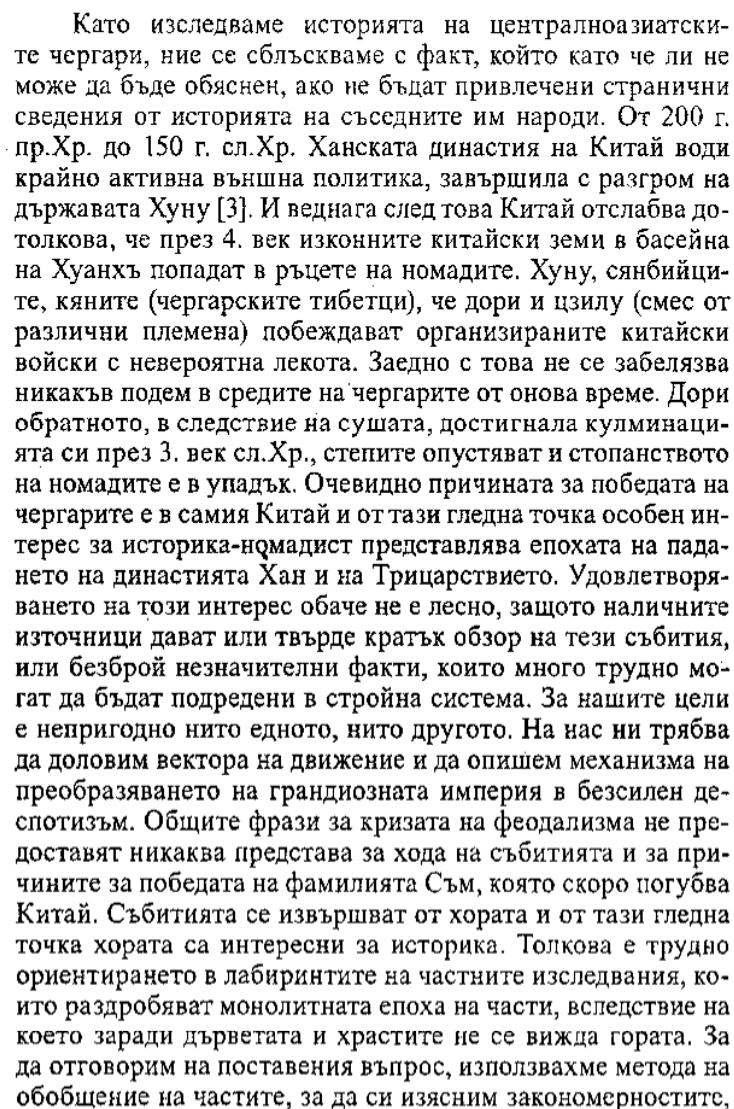 Като изследваме историята на централноазиатски-
те чергари, ние се сблъскваме с факт, който като че ли не
може да бъде обяснен, ако не бъдат привлечени странични
сведения от историята на съседните им народи. От 200 г.
пр.Хр. до 150 г. сл.Хр. Ханската династия на Китай води
крайно активна външна политика, завършила с разгром на
държавата Хуну [3]. И веднага след това Китай отслабва до-
толкова, че през 4. век изконните китайски земи в басейна
на Хуанхъ попадат в ръцете на номадите. Хуну, сянбийци-
те, кяните (чергарските тибетци), че дори и цзилу (смес от
различни племена) побеждават организираните китайски
войски с невероятна лекота. Заедно с това не се забелязва
никакъв подем в средите на чергарите от онова време. Дори
обратното, в следствие на сушата, достигнала кулминаци-
ята си през 3. век сл.Хр., степите опустяват и стопанството
на номадите е в упадък. Очевидно причината за победата на
чергарите е в самия Китай и от тази гледна точка особен ин-
терес за историка-номадист представлява епохата на пада-
нето на династията Хан и на Трицарствието. Удовлетворя-
ването на този интерес обаче не е лесно, защото наличните
източници дават или твърде кратък обзор на тези събития,
или безброй незначителни факти, които много трудно мо-
гат да бъдат подредени в стройна система. За нашите цели
е непригодно нито едното, нито другото. На нас ни трябва
да доловим вектора на движение и да опишем механизма на
преобразяването на грандиозната империя в безсилен де-
спотизъм. Общите фрази за кризата на феодализма не пре-
доставят никаква представа за хода на събитията и за при-
чините за победата на фамилията Съм, която скоро погубва
Китай. Събитията се извършват от хората и от тази гледна
точка хората са интересни за историка. Толкова е трудно
ориентирането в лабиринтите на частните изследвания, ко-
ито раздробяват монолитната епоха на части, вследствие на
което заради дърветата и храстите не се вижда гората. За
да отговорим на поставения въпрос, използвахме метода на
обобщение на частите, за да си изясним закономерностите,